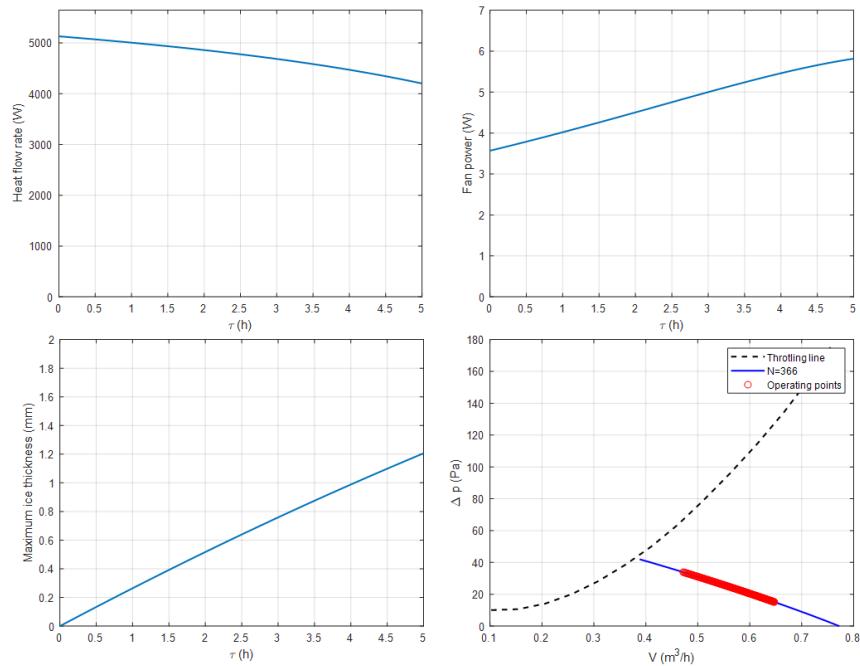 Heat flow rate (W)
5000
4000
3000
2000
1000
0
0 0.5 1 1.5 2 2.5 3 3.5 4 4.5 5
τ (h)
Fan power (W)
7
6
5
4
3
2
1
0
0 0.5 1 1.5 2 2.5 3 3.5 4 4.5 5
τ (h)
Maximum ice thickness (mm)
2
1.8
1.6
1.4
1.2
1
0.8
0.6
0.4
0.2
0
0 0.5 1 1.5 2 2.5 3 3.5 4 4.5 5
τ (h)
Δ p (Pa)
180
160
140
120
100
80
60
40
20
0
0.1 0.2 0.3 0.4 0.5 0.6 0.7 0.8
V (m³/h)
Throtling line
N=366
Operating points